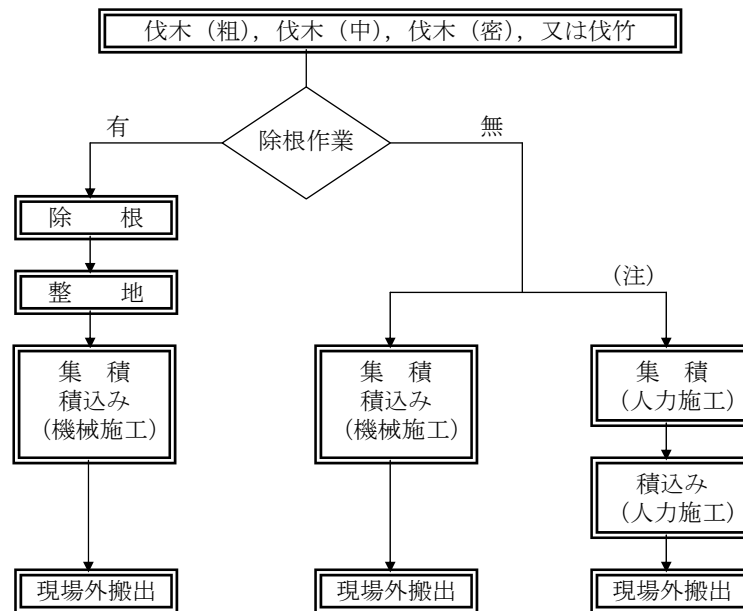 伐木（粗），伐木（中），伐木（密），又は伐竹
除根作業
有
無
除　　根
整　　地
（注）
集　積
積込み
（機械施工）
集　積
積込み
（機械施工）
集　積
（人力施工）
積込み
（人力施工）
現場外搬出
現場外搬出
現場外搬出